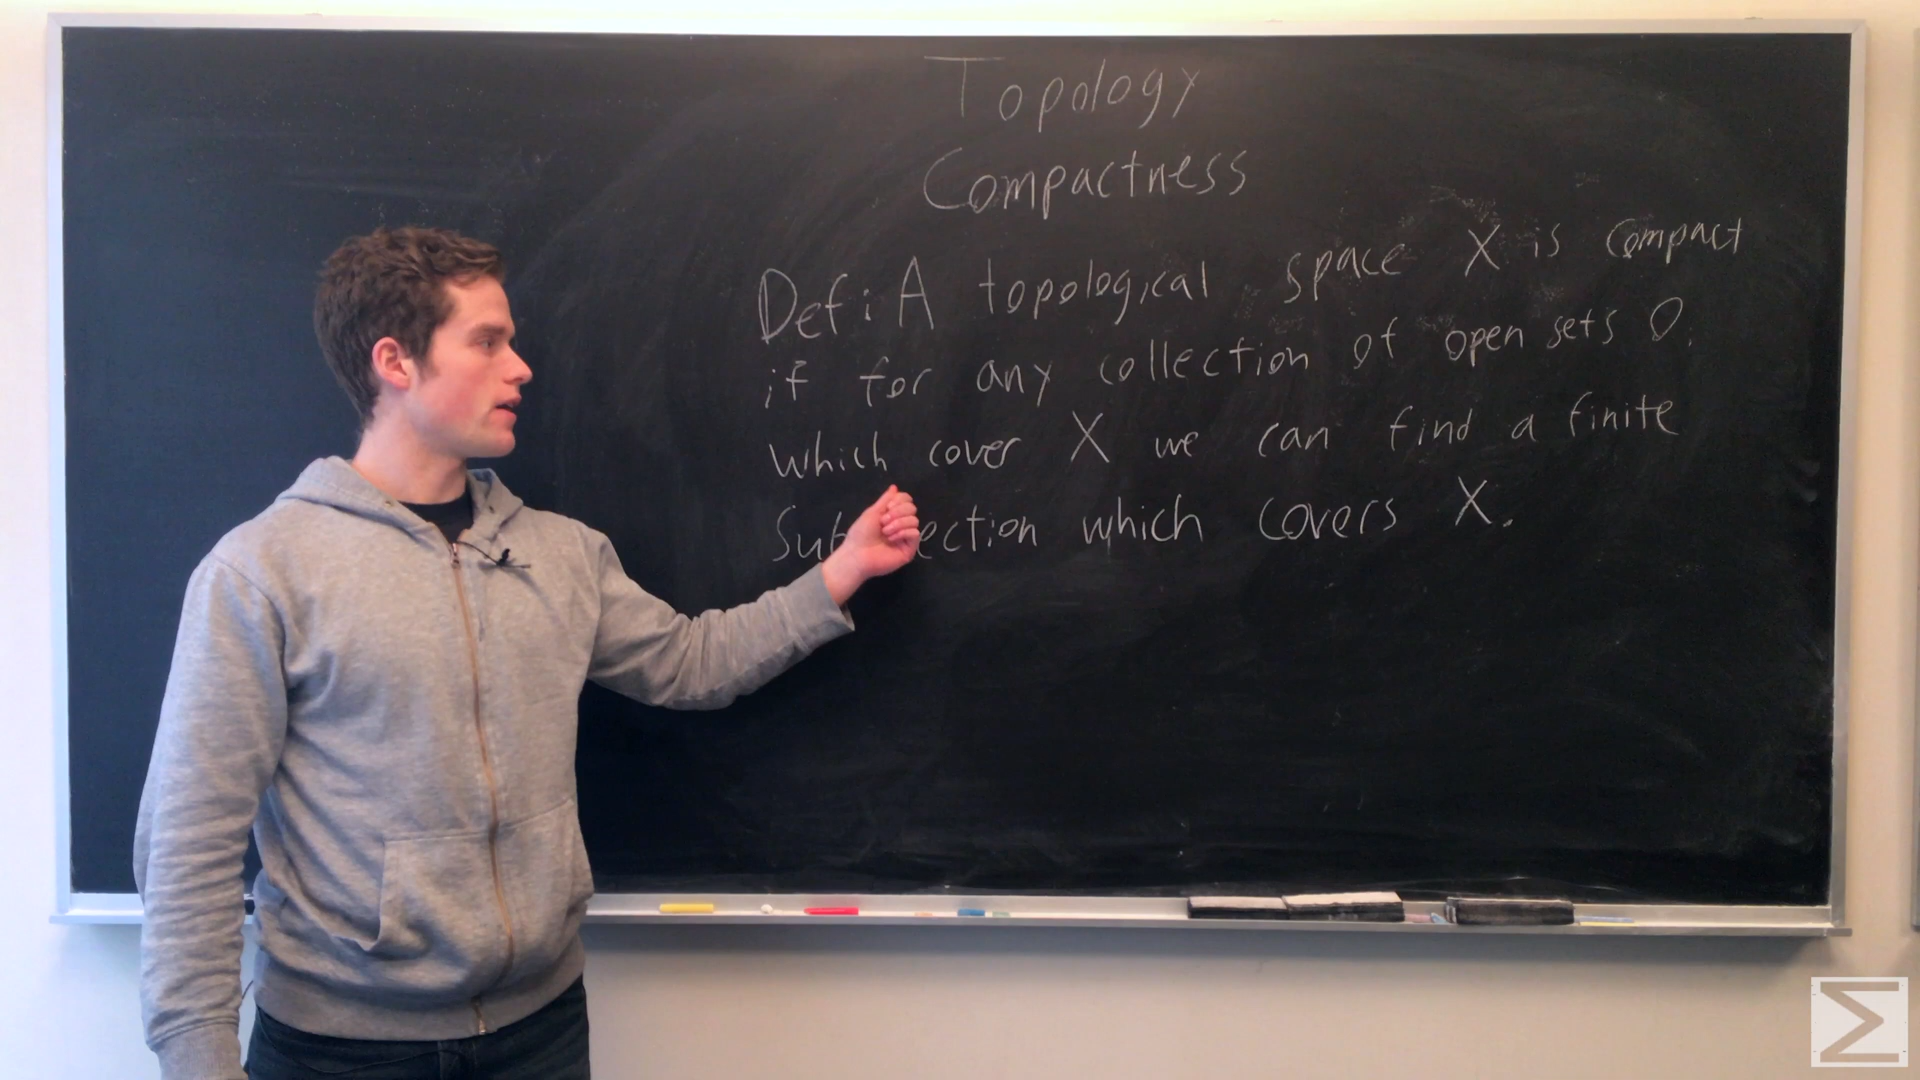 Topology
Compactness
Def: A topological space X is compact
if for any collection of open sets Oi
which cover X we can find a finite
which covers X.
Σ